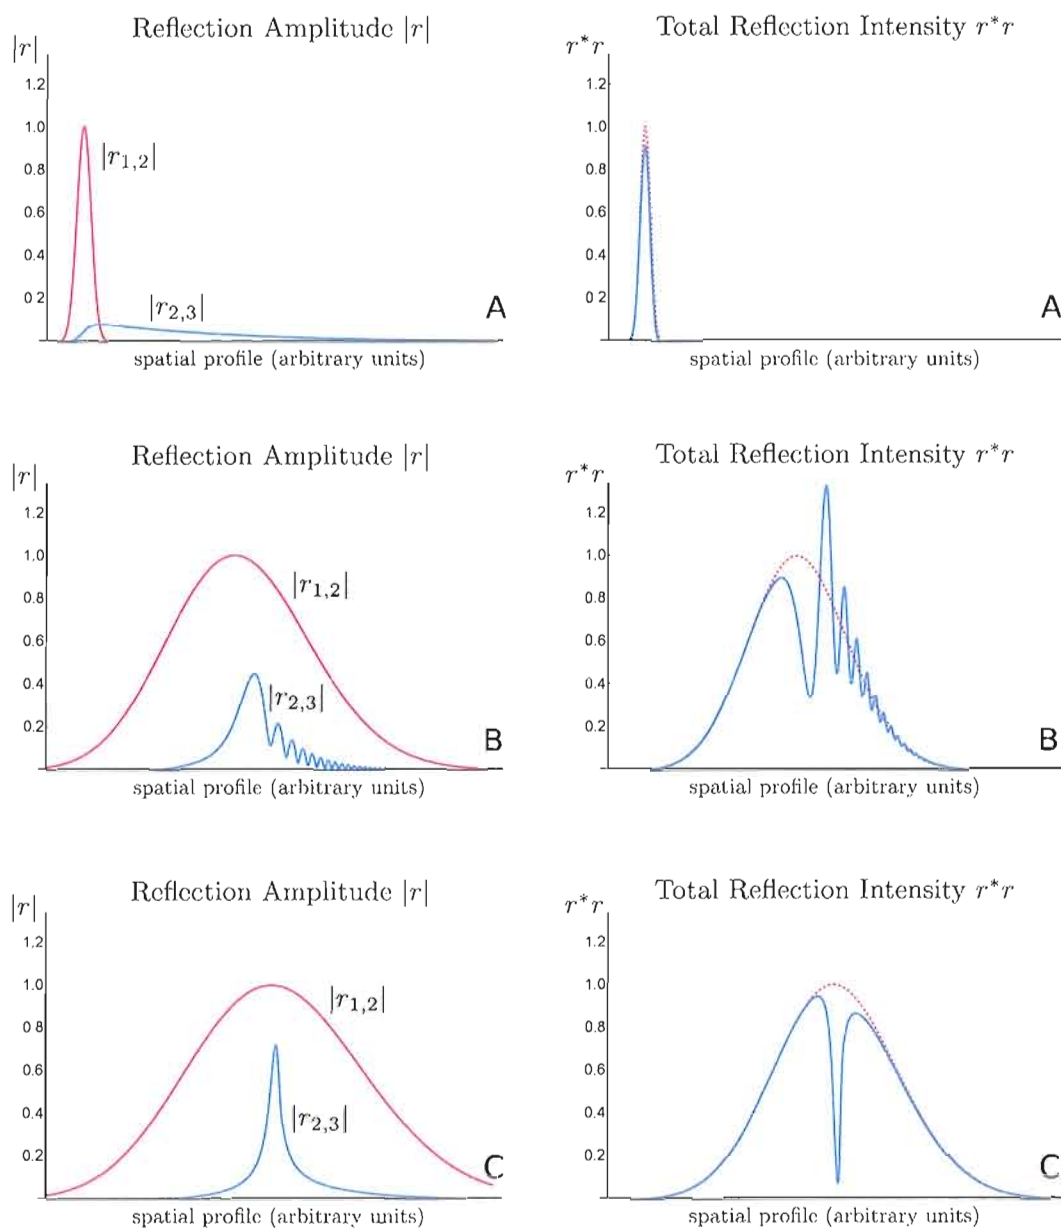 Reflection Amplitude |r|
Total Reflection Intensity r*r
|r|
r*r
1.2
1.2
1.0
1.0
|r1,2|
0.8
0.8
0.6
0.6
0.4
0.4
|r2,3|
A
A
0 2
0 2
spatial profile (arbitrary units)
spatial profile (arbitrary units)
Reflection Amplitude |r|
Total Reflection Intensity r*r
|r|
r*r
1.2
1.2
1.0
1.0
|r1,2|
0.8
0.8
0.6
0.6
|r2,3|
0.4
0.4
0.2
0.2
B
B
spatial profile (arbitrary units)
spatial profile (arbitrary units)
Reflection Amplitude |r|
Total Reflection Intensity r*r
|r|
r*r
1.2
1.2
1.0
1.0
|r1,2|
0.8
0.8
0.6
0.6
0.4
0.4
|r2,3|
0.2
0.2
C
C
spatial profile (arbitrary units)
spatial profile (arbitrary units)